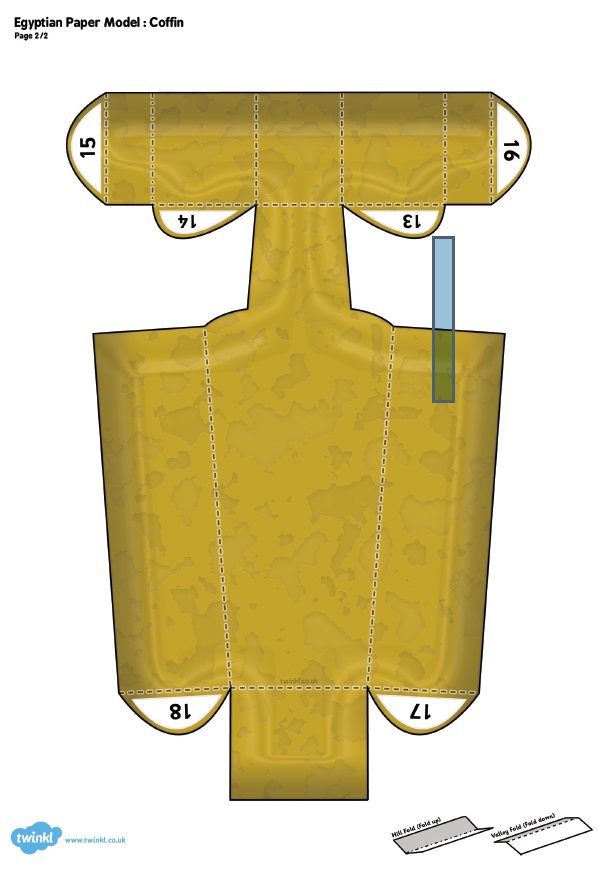 Egyptian Paper Model : Coffin
Page 2/2
15
16
14
13
twinkl.co.uk
18
17
twinkl
www.twinkl.co.uk
Hill Fold (Fold up)
Valley Fold (Fold down)